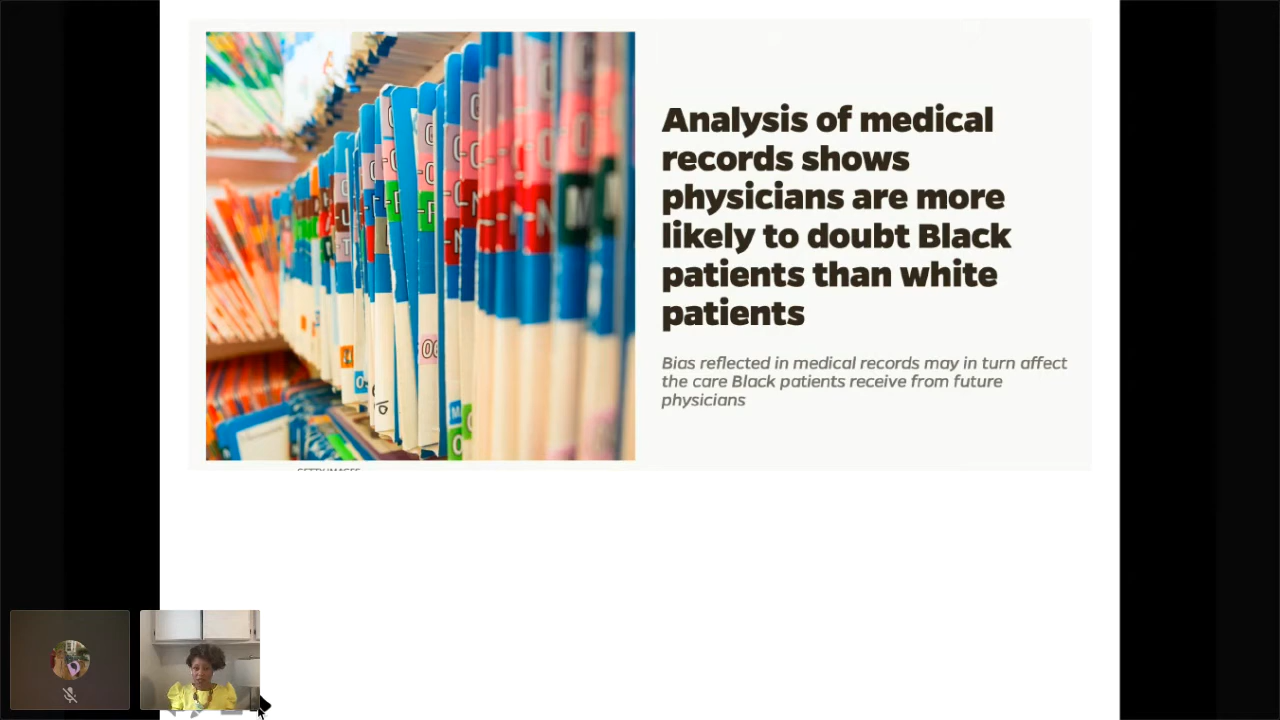 Analysis of medical
records shows
physicians are more
likely to doubt Black
patients than white
patients
Bias reflected in medical records may in turn affect
the care Black patients receive from future
physicians